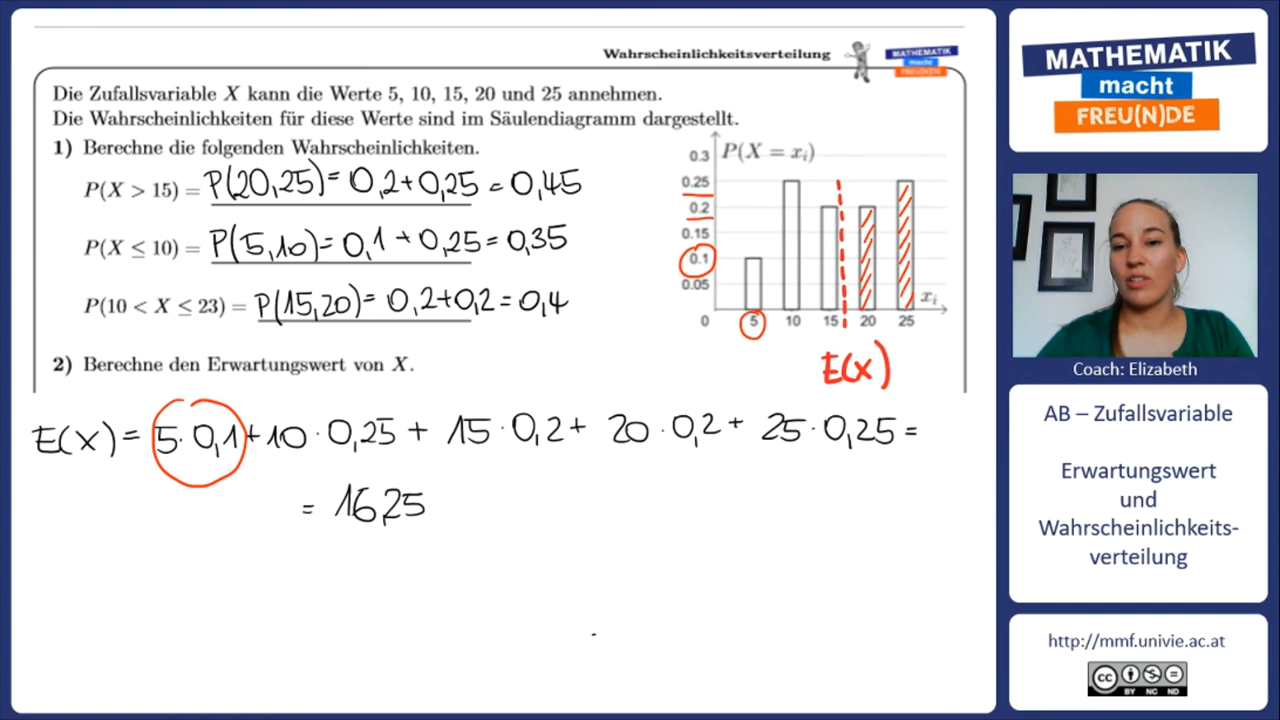 Wahrscheinlichkeitsverteilung
MATHEMATIK
macht
FREU(N)DE
Die Zufallsvariable X kann die Werte 5, 10, 15, 20 und 25 annehmen.
Die Wahrscheinlichkeiten für diese Werte sind im Säulendiagramm dargestellt.
1) Berechne die folgenden Wahrscheinlichkeiten.
P(X > 15) = P(20,25) = 0,2+0,25 = 0,45
P(X ≤ 10) = P(5,10) = 0,1 + 0,25 = 0,35
P(10 < X ≤ 23) = P(15,20) = 0,2+0,2 = 0,4
2) Berechne den Erwartungswert von X.
P(X = xᵢ)
0.3
0.25
0.2
0.15
0.1
0.05
0 5 10 15 20 25
xᵢ
E(X)
E(X) = 5·0,1 + 10·0,25 + 15·0,2 + 20·0,2 + 25·0,25 =
= 16,25
MATHEMATIK
macht
FREU(N)DE
Coach: Elizabeth
AB – Zufallsvariable
Erwartungswert
und
Wahrscheinlichkeits-
verteilung
http://mmf.univie.ac.at
cc
BY NC ND